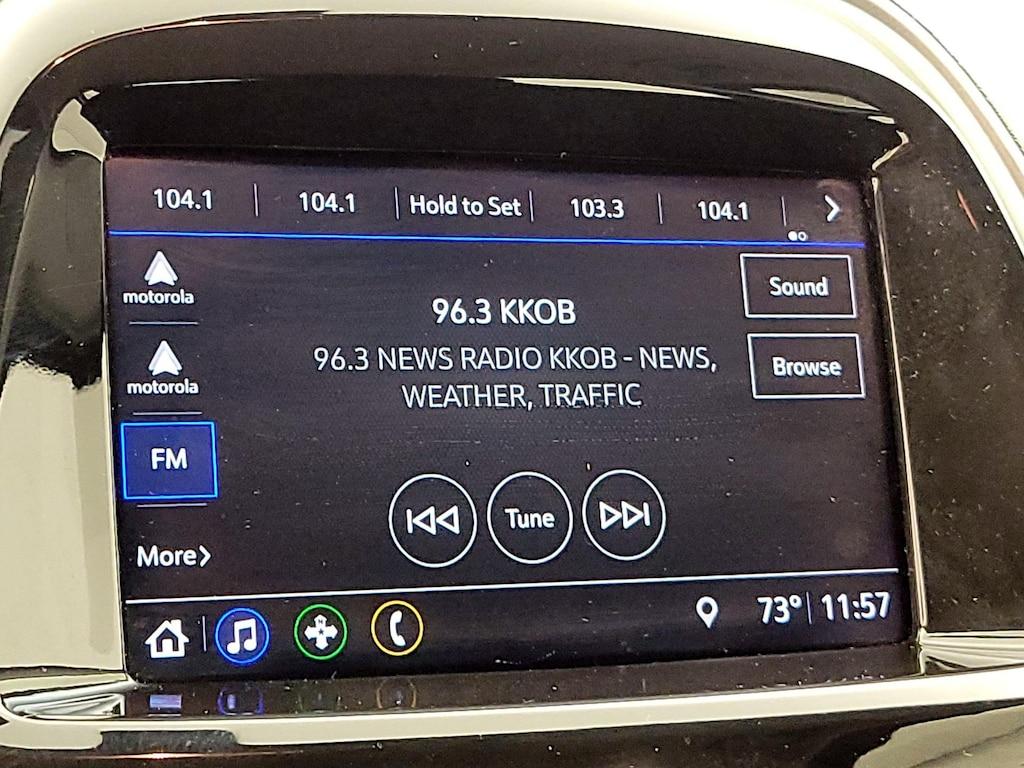 104.1 104.1 Hold to Set 103.3 104.1
motorola
Sound
96.3 KKOB
96.3 NEWS RADIO KKOB - NEWS,
WEATHER, TRAFFIC
Browse
motorola
FM
Tune
More
73° 11:57